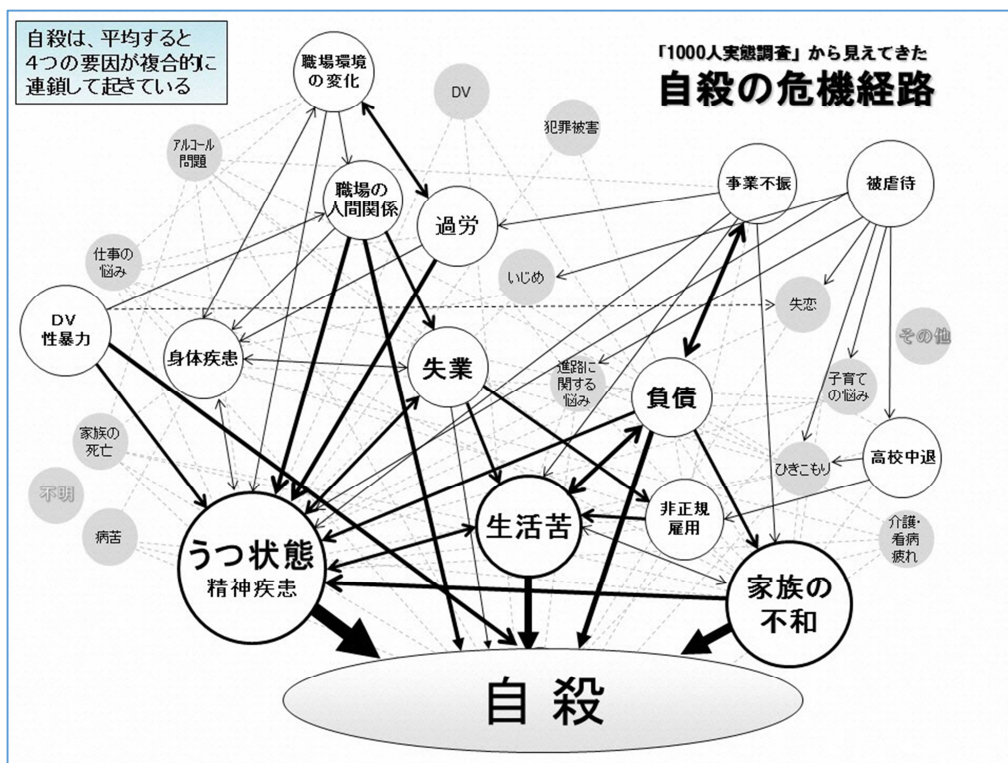 自殺は、平均すると
4つの要因が複合的に
連鎖して起きている
「1000人実態調査」から見えてきた
自殺の危機経路
職場環境
の変化
DV
犯罪被害
アルコール
問題
職場の
人間関係
過労
事業不振
被虐待
仕事の
悩み
いじめ
失恋
DV
性暴力
その他
身体疾患
失業
進路に
関する
悩み
負債
子育て
の悩み
家族の
死亡
高校中退
ひきこもり
不明
病苦
うつ状態
精神疾患
生活苦
非正規
雇用
介護・
看病
疲れ
家族の
不和
自殺